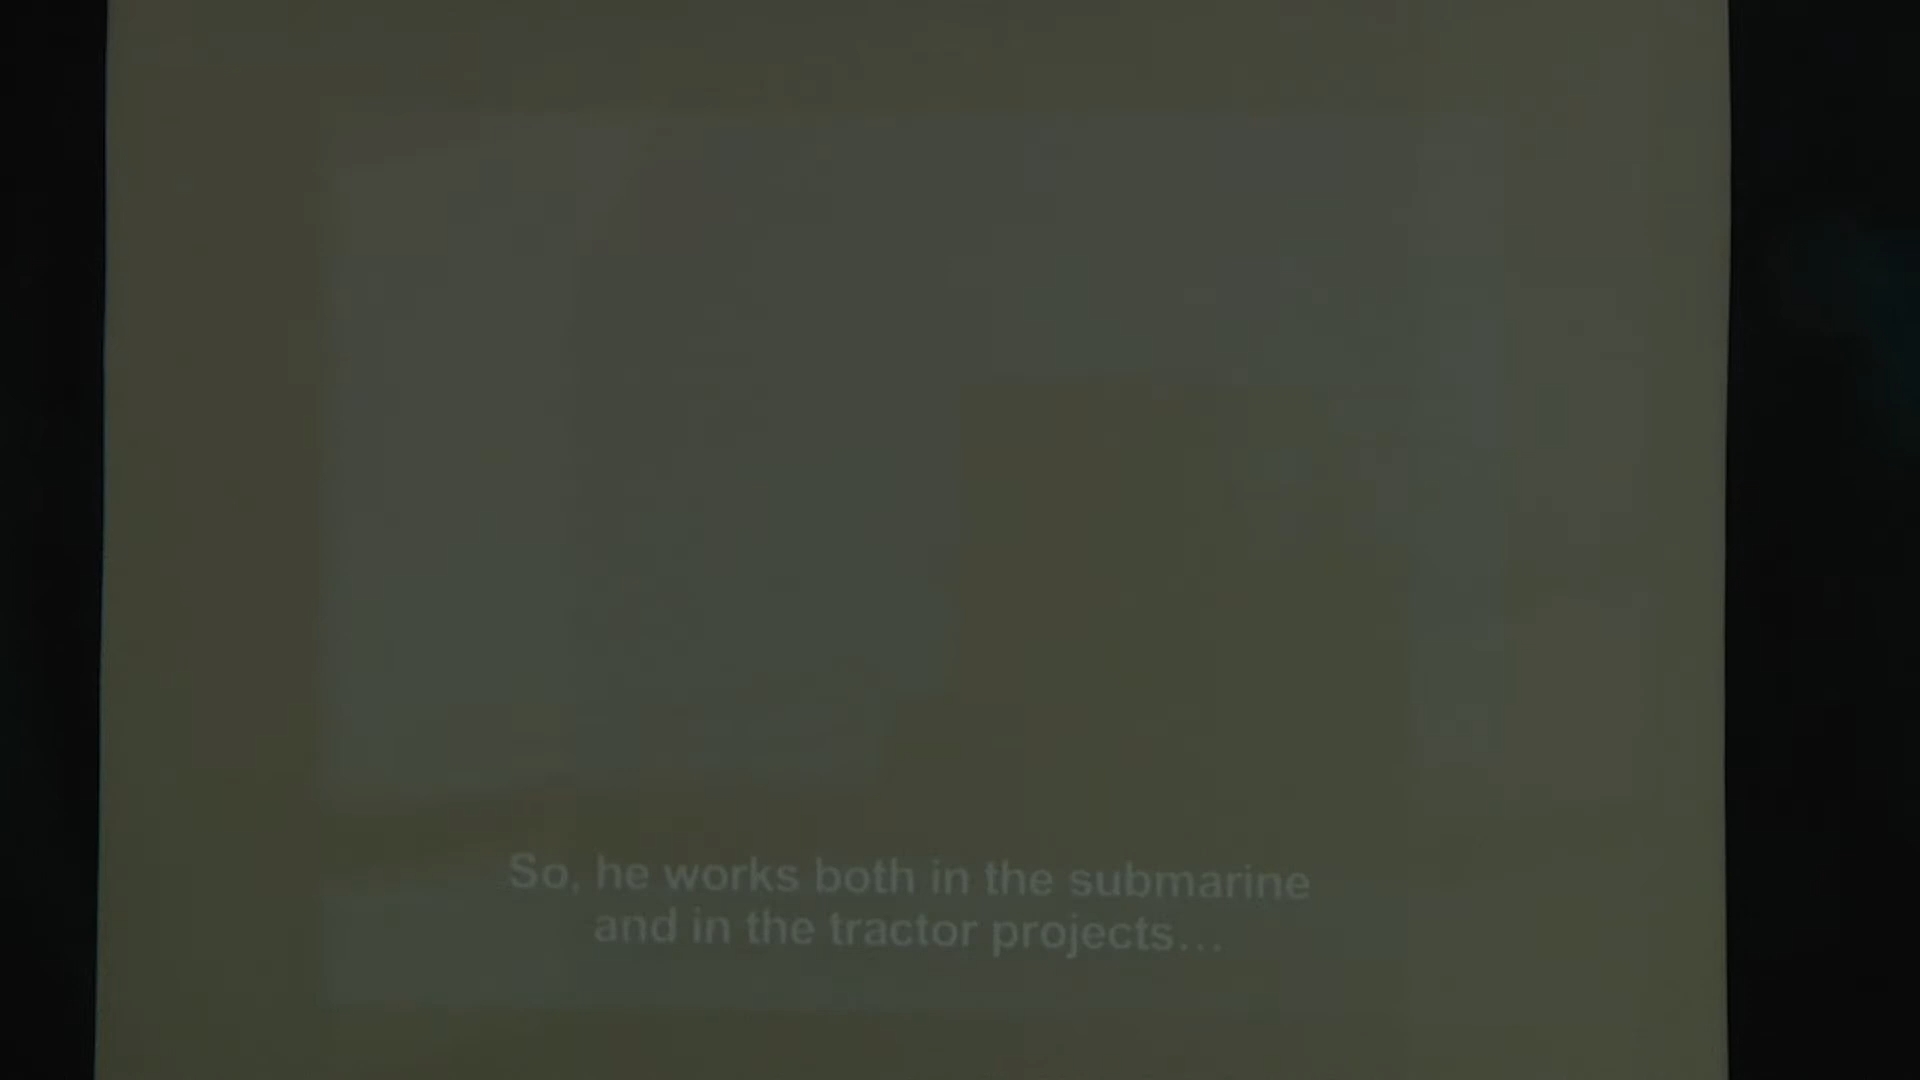 So, he works both in the submarine
and in the tractor projects...